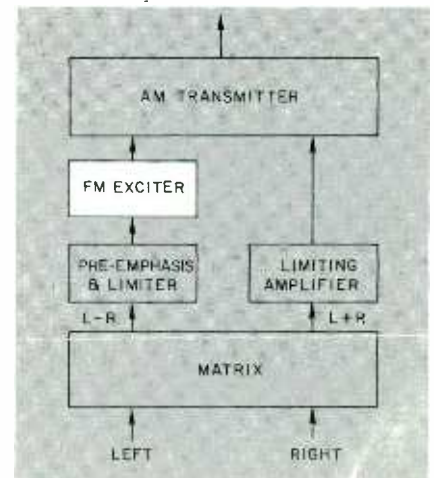 AM TRANSMITTER
FM EXCITER
PRE-EMPHASIS
& LIMITER
LIMITING
AMPLIFIER
L-R
L+R
MATRIX
LEFT
RIGHT